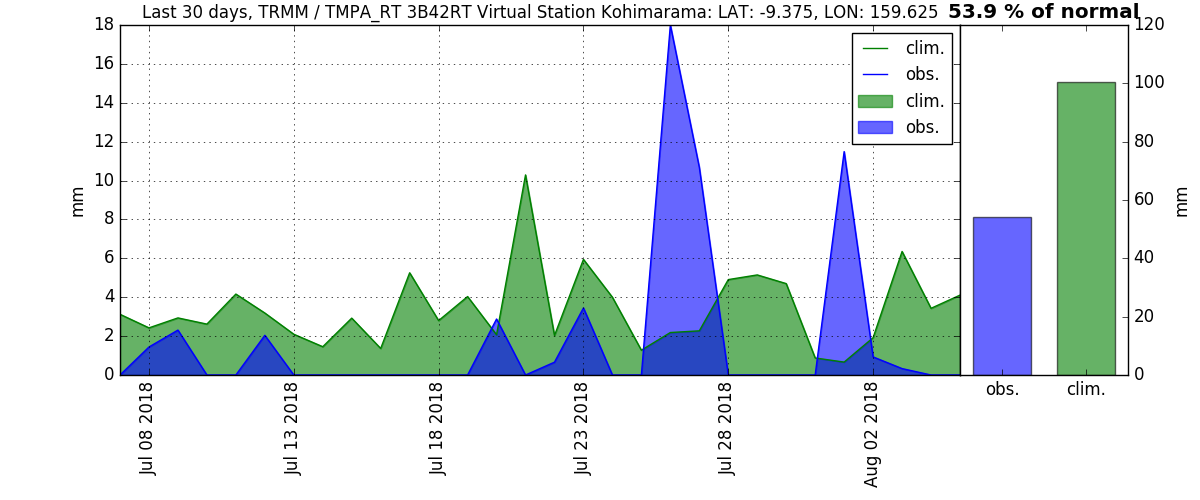 Last 30 days, TRMM / TMPA_RT 3B42RT Virtual Station Kohimarama: LAT: -9.375, LON: 159.625
53.9 % of normal
18
16
14
12
10
8
6
4
2
0
mm
clim.
obs.
clim.
obs.
Jul 08 2018
Jul 13 2018
Jul 18 2018
Jul 23 2018
Jul 28 2018
Aug 02 2018
120
100
80
60
40
20
0
mm
obs.
clim.